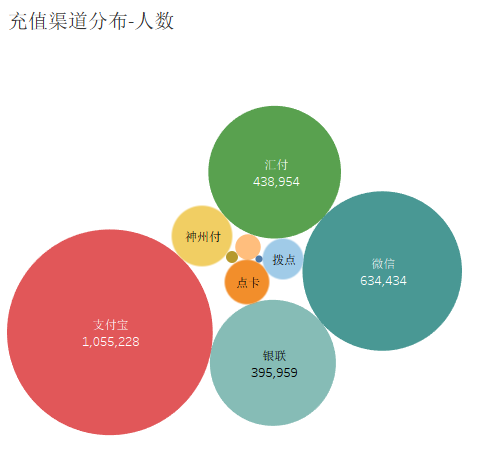 充值渠道分布-人数
汇付
438,954
神州付
拨点
微信
634,434
点卡
支付宝
1,055,228
银联
395,959